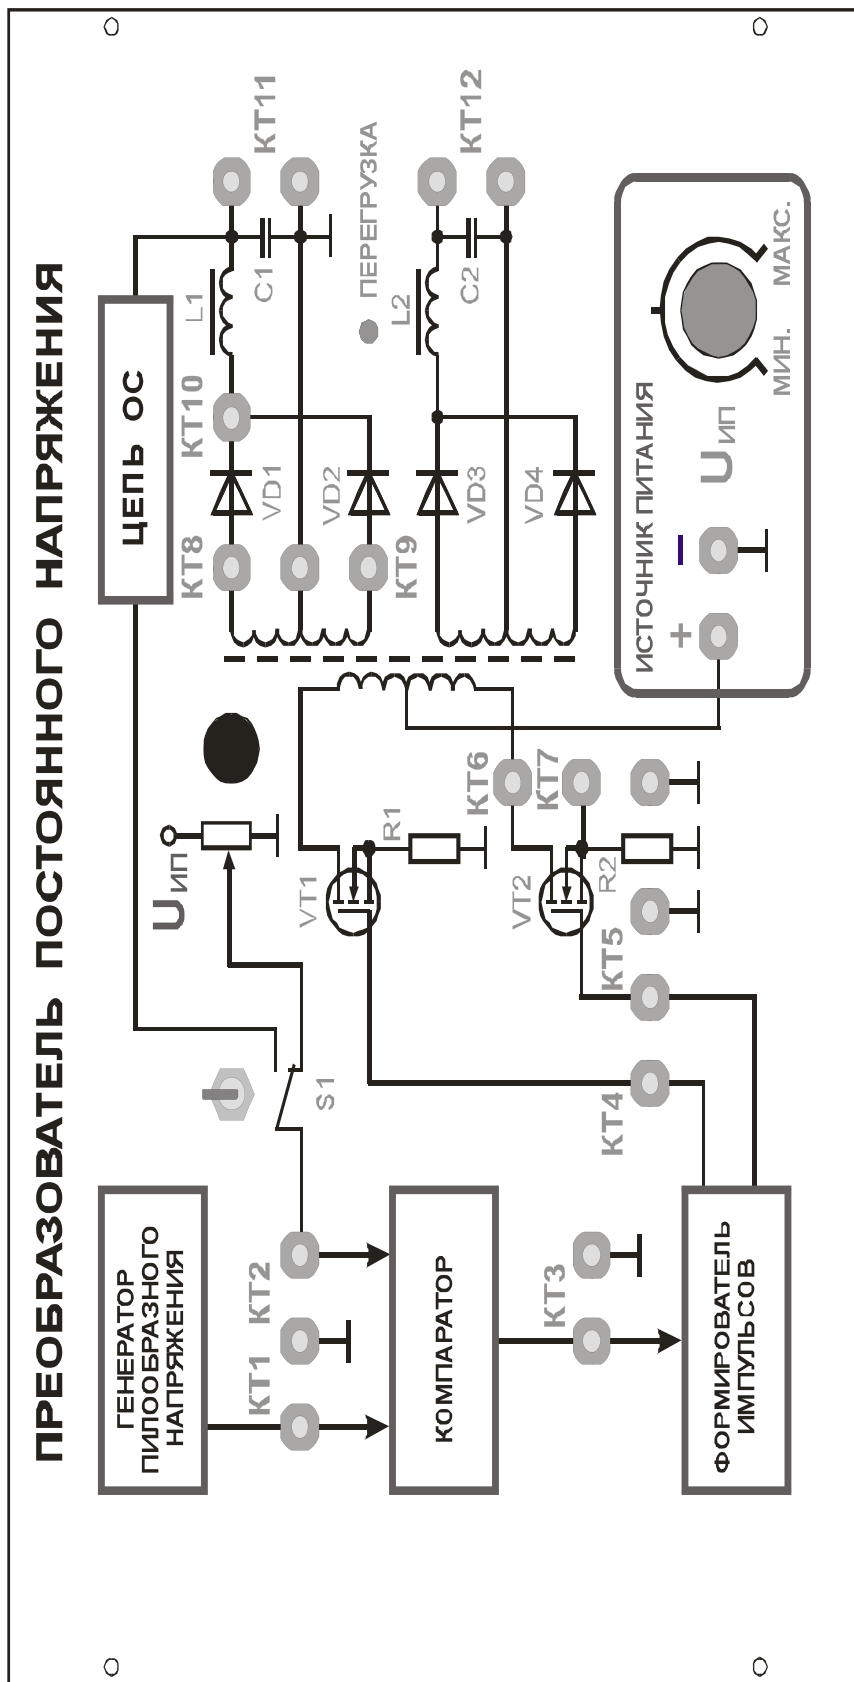 ПРЕОБРАЗОВАТЕЛЬ ПОСТОЯННОГО НАПРЯЖЕНИЯ
ГЕНЕРАТОР
ПИЛООБРАЗНОГО
НАПРЯЖЕНИЯ
КТ1
КТ2
КОМПАРАТОР
КТ3
ФОРМИРОВАТЕЛЬ
ИМПУЛЬСОВ
S1
UИП
КТ4
КТ5
VT1
R1
VT2
R2
КТ6
КТ7
ЦЕПЬ ОС
КТ8
КТ9
VD1
VD2
КТ10
VD3
VD4
L1
C1
КТ11
ПЕРЕГРУЗКА
L2
C2
КТ12
ИСТОЧНИК ПИТАНИЯ
+
–
UИП
МИН.
МАКС.